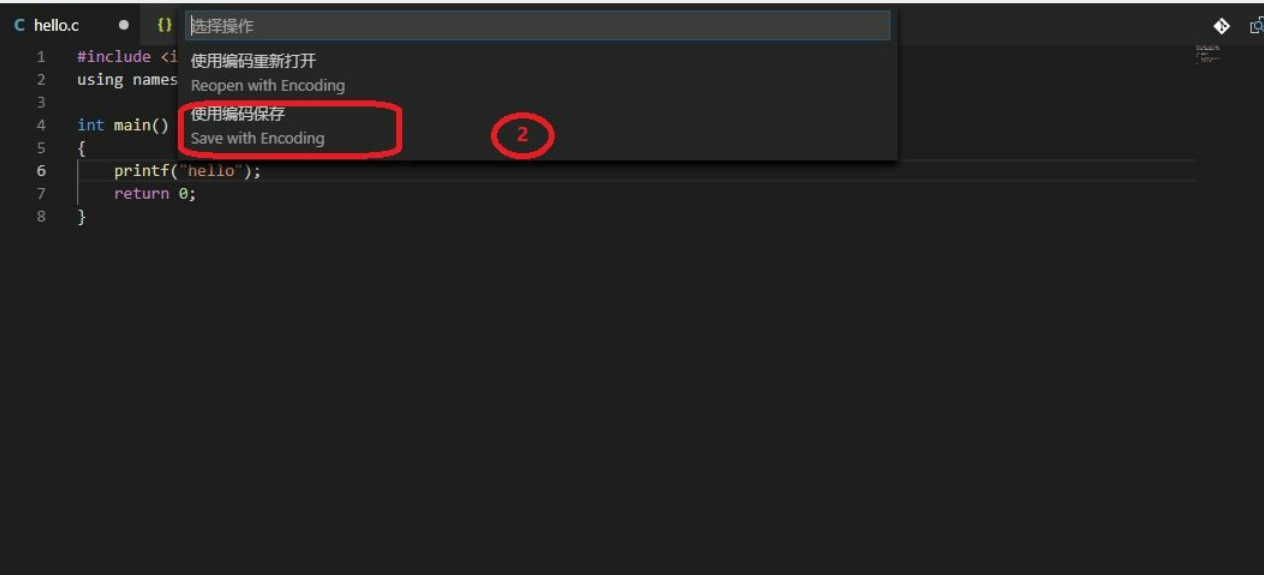 hello.c
{}
选择操作
使用编码重新打开
Reopen with Encoding
使用编码保存
Save with Encoding
2
1 #include <i
2 using names
3
4 int main()
5 {
6 printf("hello");
7 return 0;
8 }